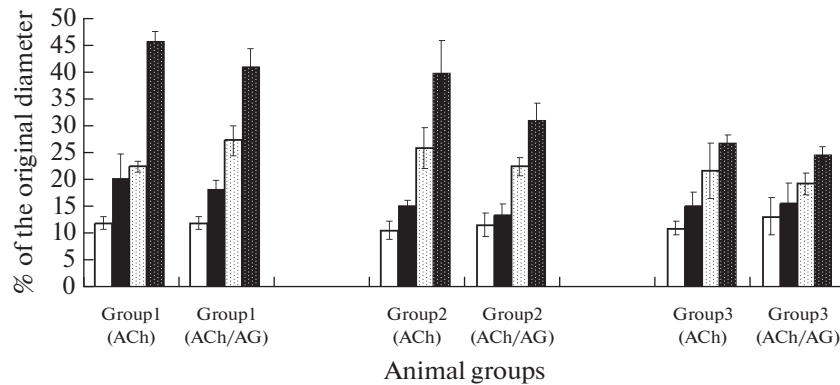 % of the original diameter
50
45
40
35
30
25
20
15
10
5
0
Group1
(ACh)
Group1
(ACh/AG)
Group2
(ACh)
Group2
(ACh/AG)
Group3
(ACh)
Group3
(ACh/AG)
Animal groups